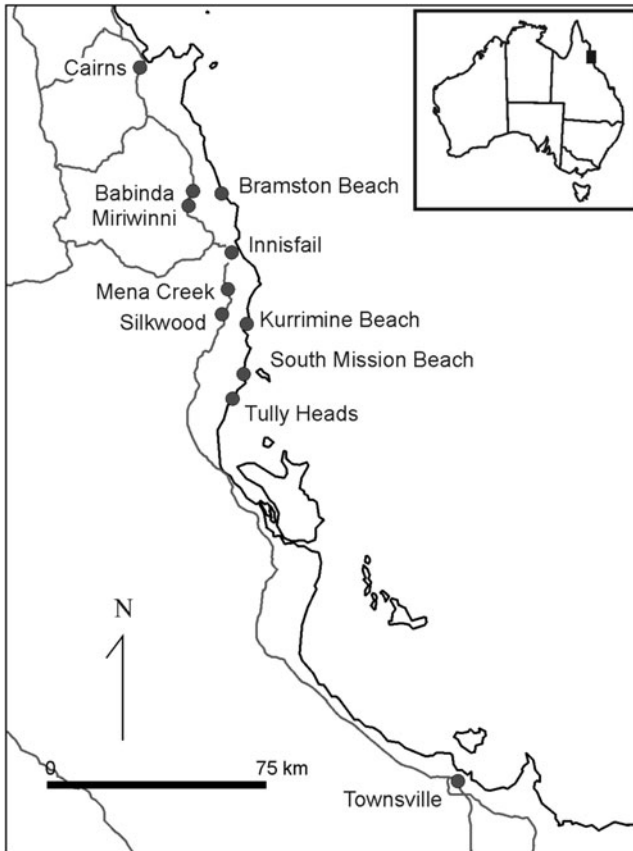 Cairns
Babinda
Bramston Beach
Miriwinni
Innisfail
Mena Creek
Silkwood
Kurrimine Beach
South Mission Beach
Tully Heads
N
0
75 km
Townsville